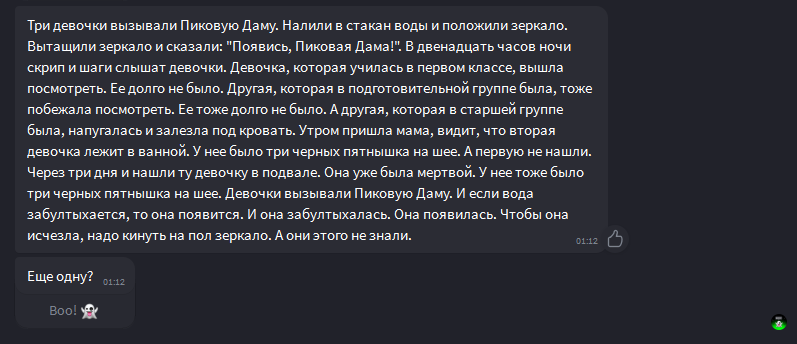 Три девочки вызывали Пиковую Даму. Налили в стакан воды и положили зеркало.
Вытащили зеркало и сказали: "Появись, Пиковая Дама!". В двенадцать часов ночи
скрип и шаги слышат девочки. Девочка, которая училась в первом классе, вышла
посмотреть. Ее долго не было. Другая, которая в подготовительной группе была, тоже
побежала посмотреть. Ее тоже долго не было. А другая, которая в старшей группе
была, напугалась и залезла под кровать. Утром пришла мама, видит, что вторая
девочка лежит в ванной. У нее было три черных пятнышка на шее. А первую не нашли.
Через три дня и нашли ту девочку в подвале. Она уже была мертвой. У нее тоже было
три черных пятнышка на шее. Девочки вызывали Пиковую Даму. И если вода
забултыхается, то она появится. И она забултыхалась. Она появилась. Чтобы она
исчезла, надо кинуть на пол зеркало. А они этого не знали.
01:12
Еще одну?
01:12
Boo! 👻